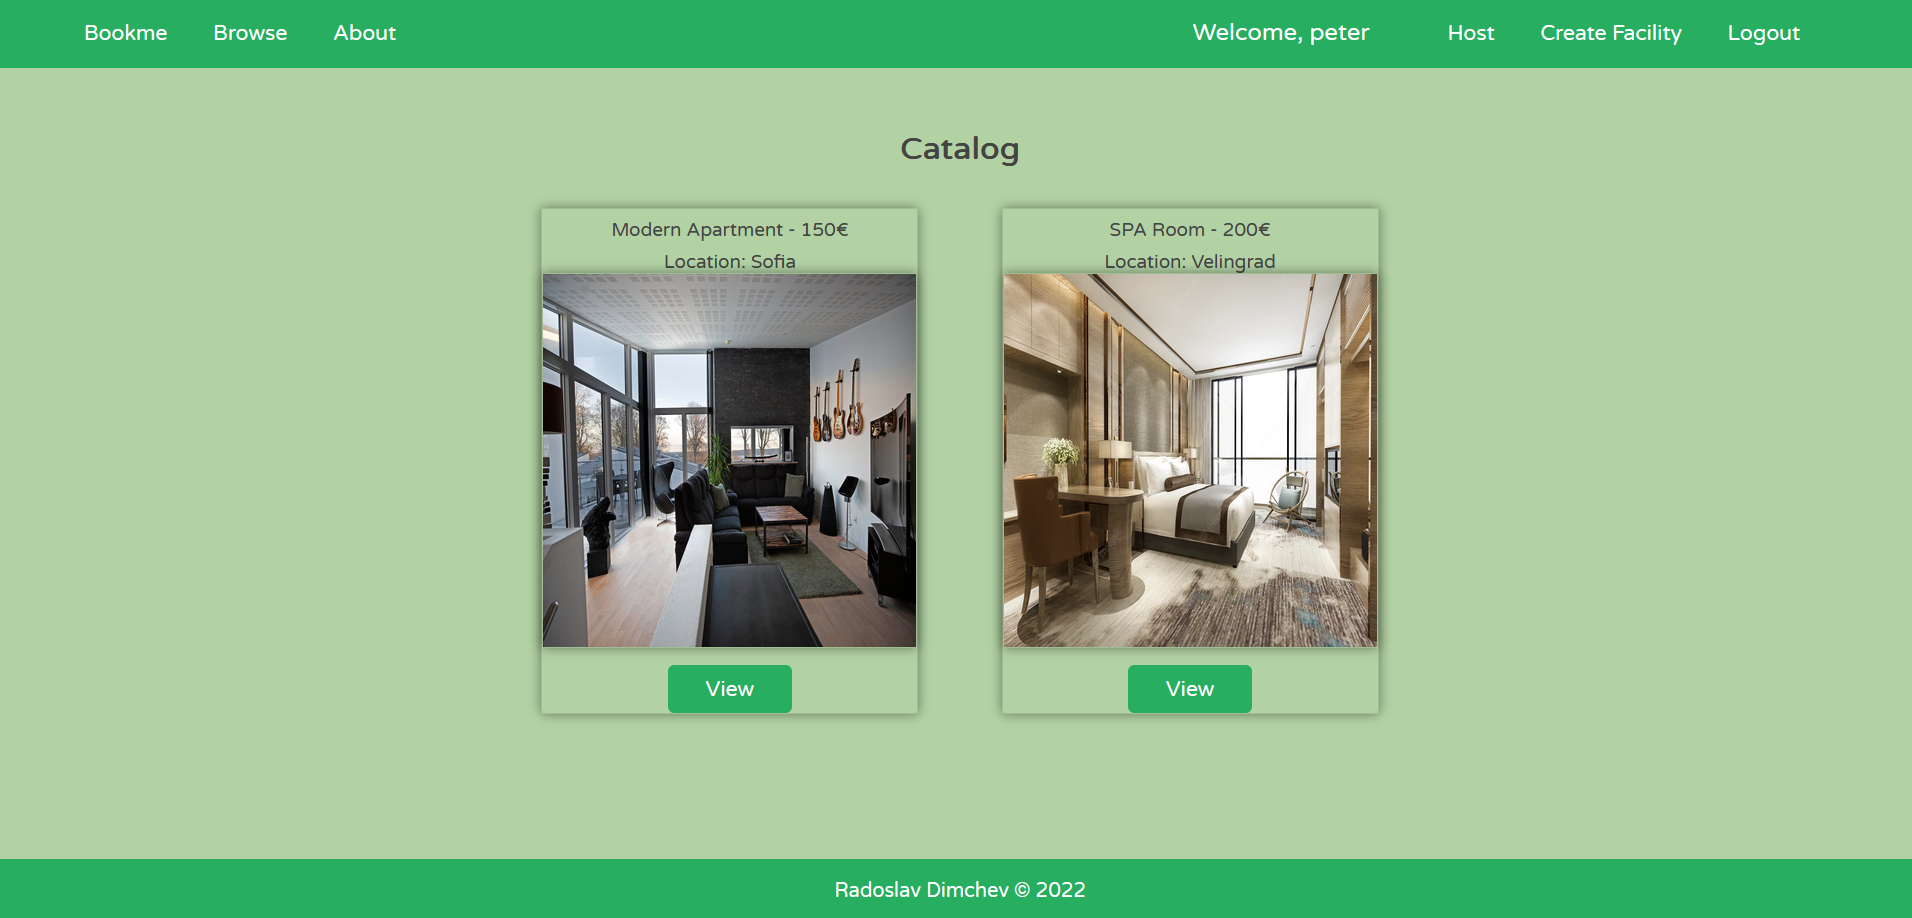 Bookme Browse About Welcome, peter Host Create Facility Logout
Catalog
Modern Apartment - 150€
Location: Sofia
View
SPA Room - 200€
Location: Velingrad
View
Radoslav Dimchev © 2022